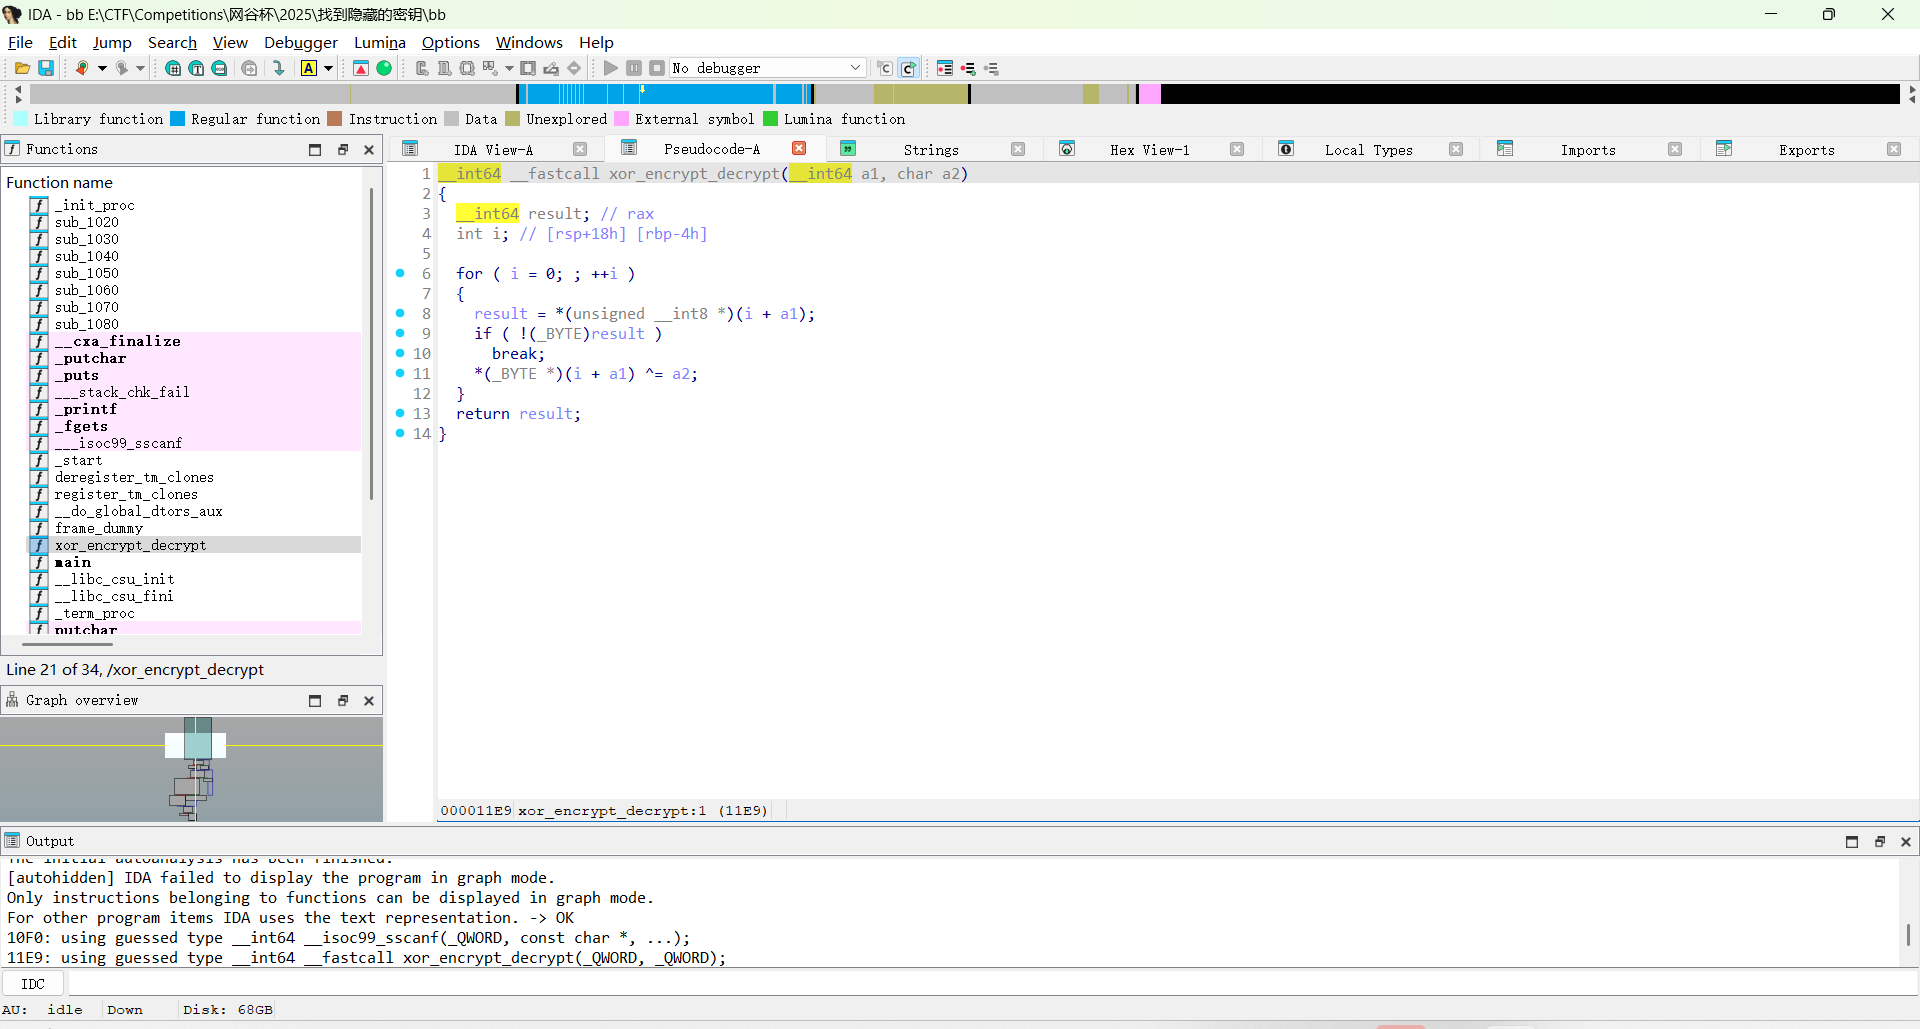 IDA - bb E:\CTF\Competitions\网谷杯\2025\找到隐藏的密钥\bb
File Edit Jump Search View Debugger Lumina Options Windows Help
No debugger
Library function Regular function Instruction Data Unexplored External symbol Lumina function
Functions
IDA View-A Pseudocode-A Strings Hex View-1 Local Types Imports Exports
Function name
_init_proc
sub_1020
sub_1030
sub_1040
sub_1050
sub_1060
sub_1070
sub_1080
__cxa_finalize
_putchar
_puts
___stack_chk_fail
_printf
_fgets
___isoc99_sscanf
_start
deregister_tm_clones
register_tm_clones
__do_global_dtors_aux
frame_dummy
xor_encrypt_decrypt
main
__libc_csu_init
__libc_csu_fini
_term_proc
putchar
Line 21 of 34, /xor_encrypt_decrypt
Graph overview
1 __int64 __fastcall xor_encrypt_decrypt(__int64 a1, char a2)
2 {
3 __int64 result; // rax
4 int i; // [rsp+18h] [rbp-4h]
5
6 for ( i = 0; ; ++i )
7 {
8 result = *(unsigned __int8 *)(i + a1);
9 if ( !(_BYTE)result )
10 break;
11 *(_BYTE *)(i + a1) ^= a2;
12 }
13 return result;
14 }
000011E9 xor_encrypt_decrypt:1 (11E9)
Output
The initial autoanalysis has been finished.
[autohidden] IDA failed to display the program in graph mode.
Only instructions belonging to functions can be displayed in graph mode.
For other program items IDA uses the text representation. -> OK
10F0: using guessed type __int64 __isoc99_sscanf(_QWORD, const char *, ...);
11E9: using guessed type __int64 __fastcall xor_encrypt_decrypt(_QWORD, _QWORD);
IDC
AU: idle Down Disk: 68GB